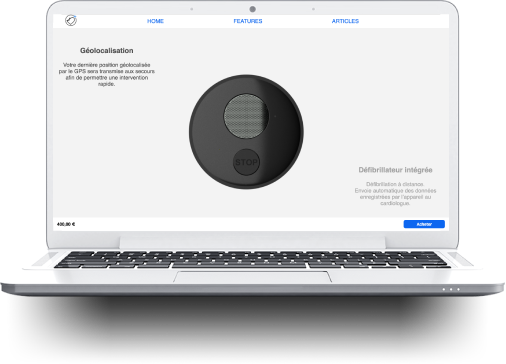 HOME FEATURES ARTICLES
Géolocalisation
Votre dernière position géolocalisée
par le GPS sera transmise aux secours
afin de permettre une intervention
rapide.
STOP
Défibrillateur intégrée
Défibrillation à distance.
Envois automatique des données
enregistrées par l'appareil au
cardiologue.
400,00 €
Acheter